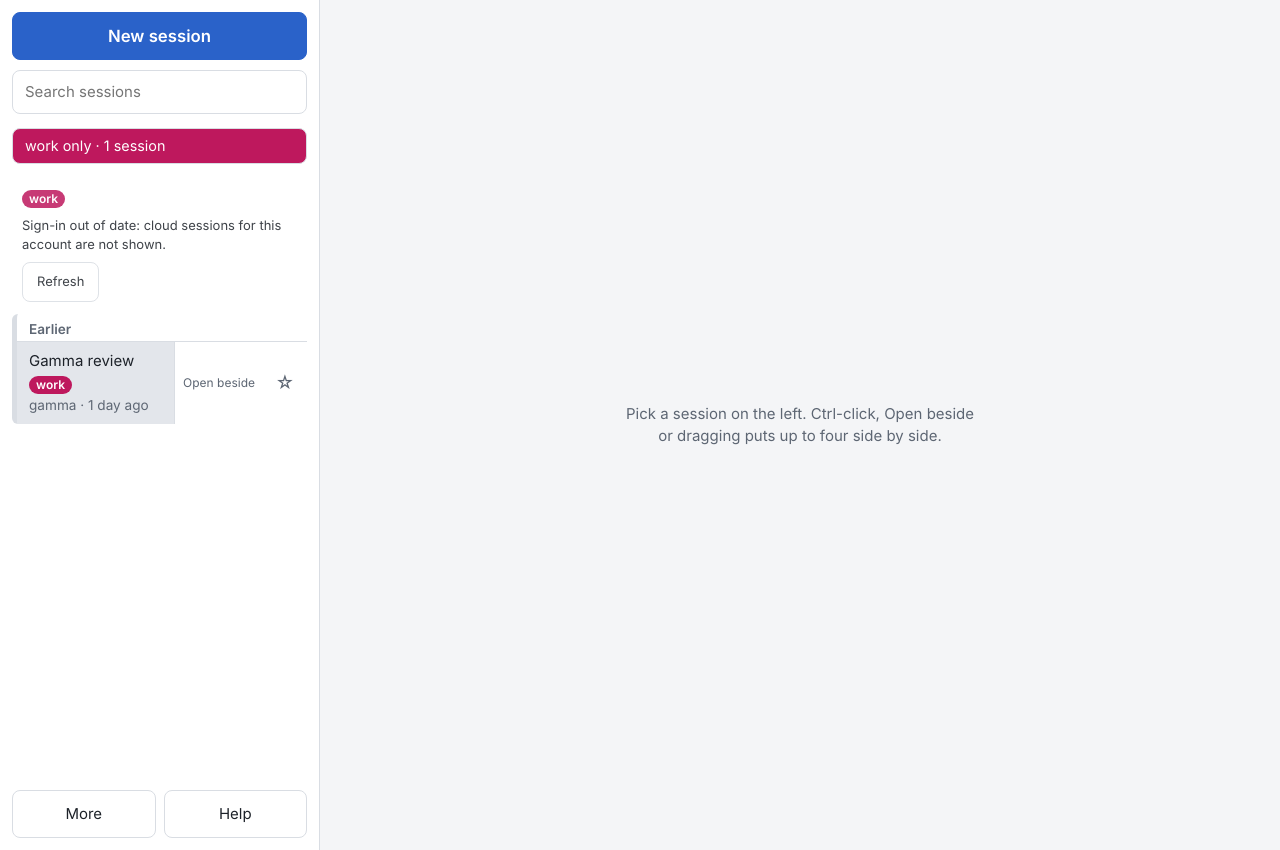 New session
Search sessions
work only · 1 session
work
Sign-in out of date: cloud sessions for this
account are not shown.
Refresh
Earlier
Gamma review
work
gamma · 1 day ago
Open beside
Pick a session on the left. Ctrl-click, Open beside
or dragging puts up to four side by side.
More
Help